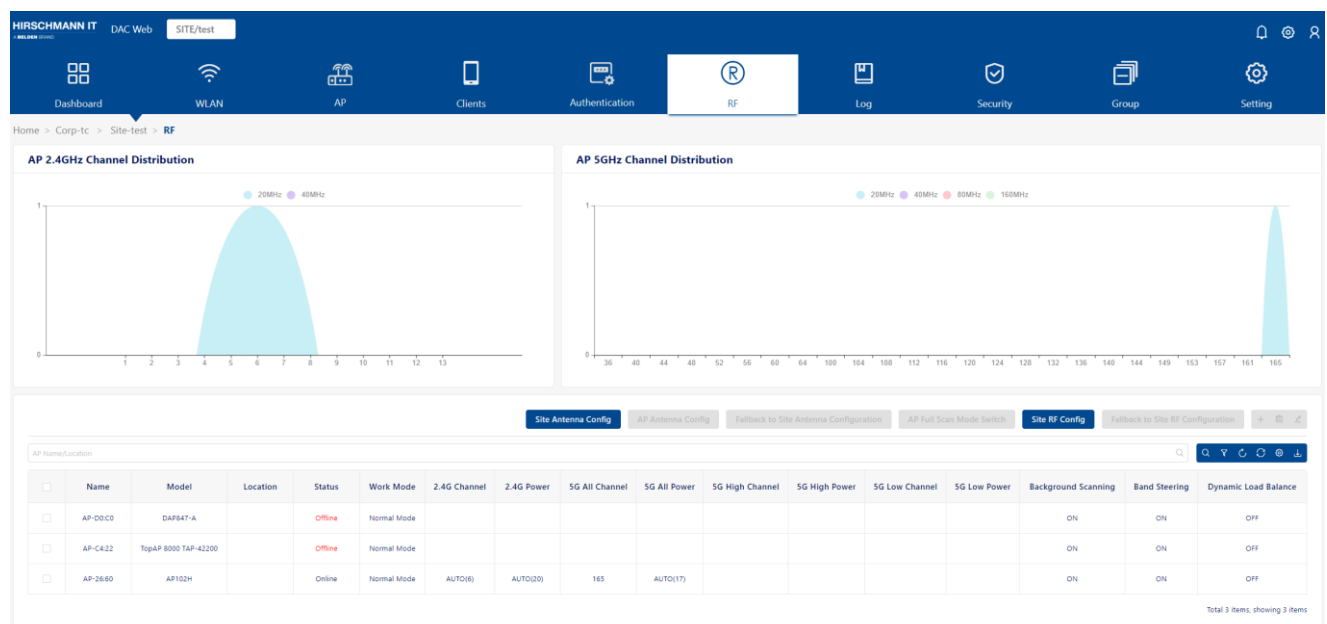 HIRSCHMANN IT DAC Web SITE/test
A BELDEN BRAND
Dashboard WLAN AP Clients Authentication RF Log Security Group Setting
Home > Corp-tc > Site-test > RF
AP 2.4GHz Channel Distribution
20MHz 40MHz
1
0
1 2 3 4 5 6 7 8 9 10 11 12 13
AP 5GHz Channel Distribution
20MHz 40MHz 80MHz 160MHz
1
0
36 40 44 48 52 56 60 64 100 104 108 112 116 120 124 128 132 136 140 144 149 153 157 161 165
Site Antenna Config AP Antenna Config Fallback to Site Antenna Configuration AP Full Scan Mode Switch Site RF Config Fallback to Site RF Configuration
AP Name/Location
Name Model Location Status Work Mode 2.4G Channel 2.4G Power 5G All Channel 5G All Power 5G High Channel 5G High Power 5G Low Channel 5G Low Power Background Scanning Band Steering Dynamic Load Balance
AP-D0:C0 DAP847-A Offline Normal Mode ON ON OFF
AP-C4:22 TopAP 8000 TAP-42200 Offline Normal Mode ON ON OFF
AP-26:60 AP102H Online Normal Mode AUTO(6) AUTO(20) 165 AUTO(17) ON ON OFF
Total 3 items, showing 3 items